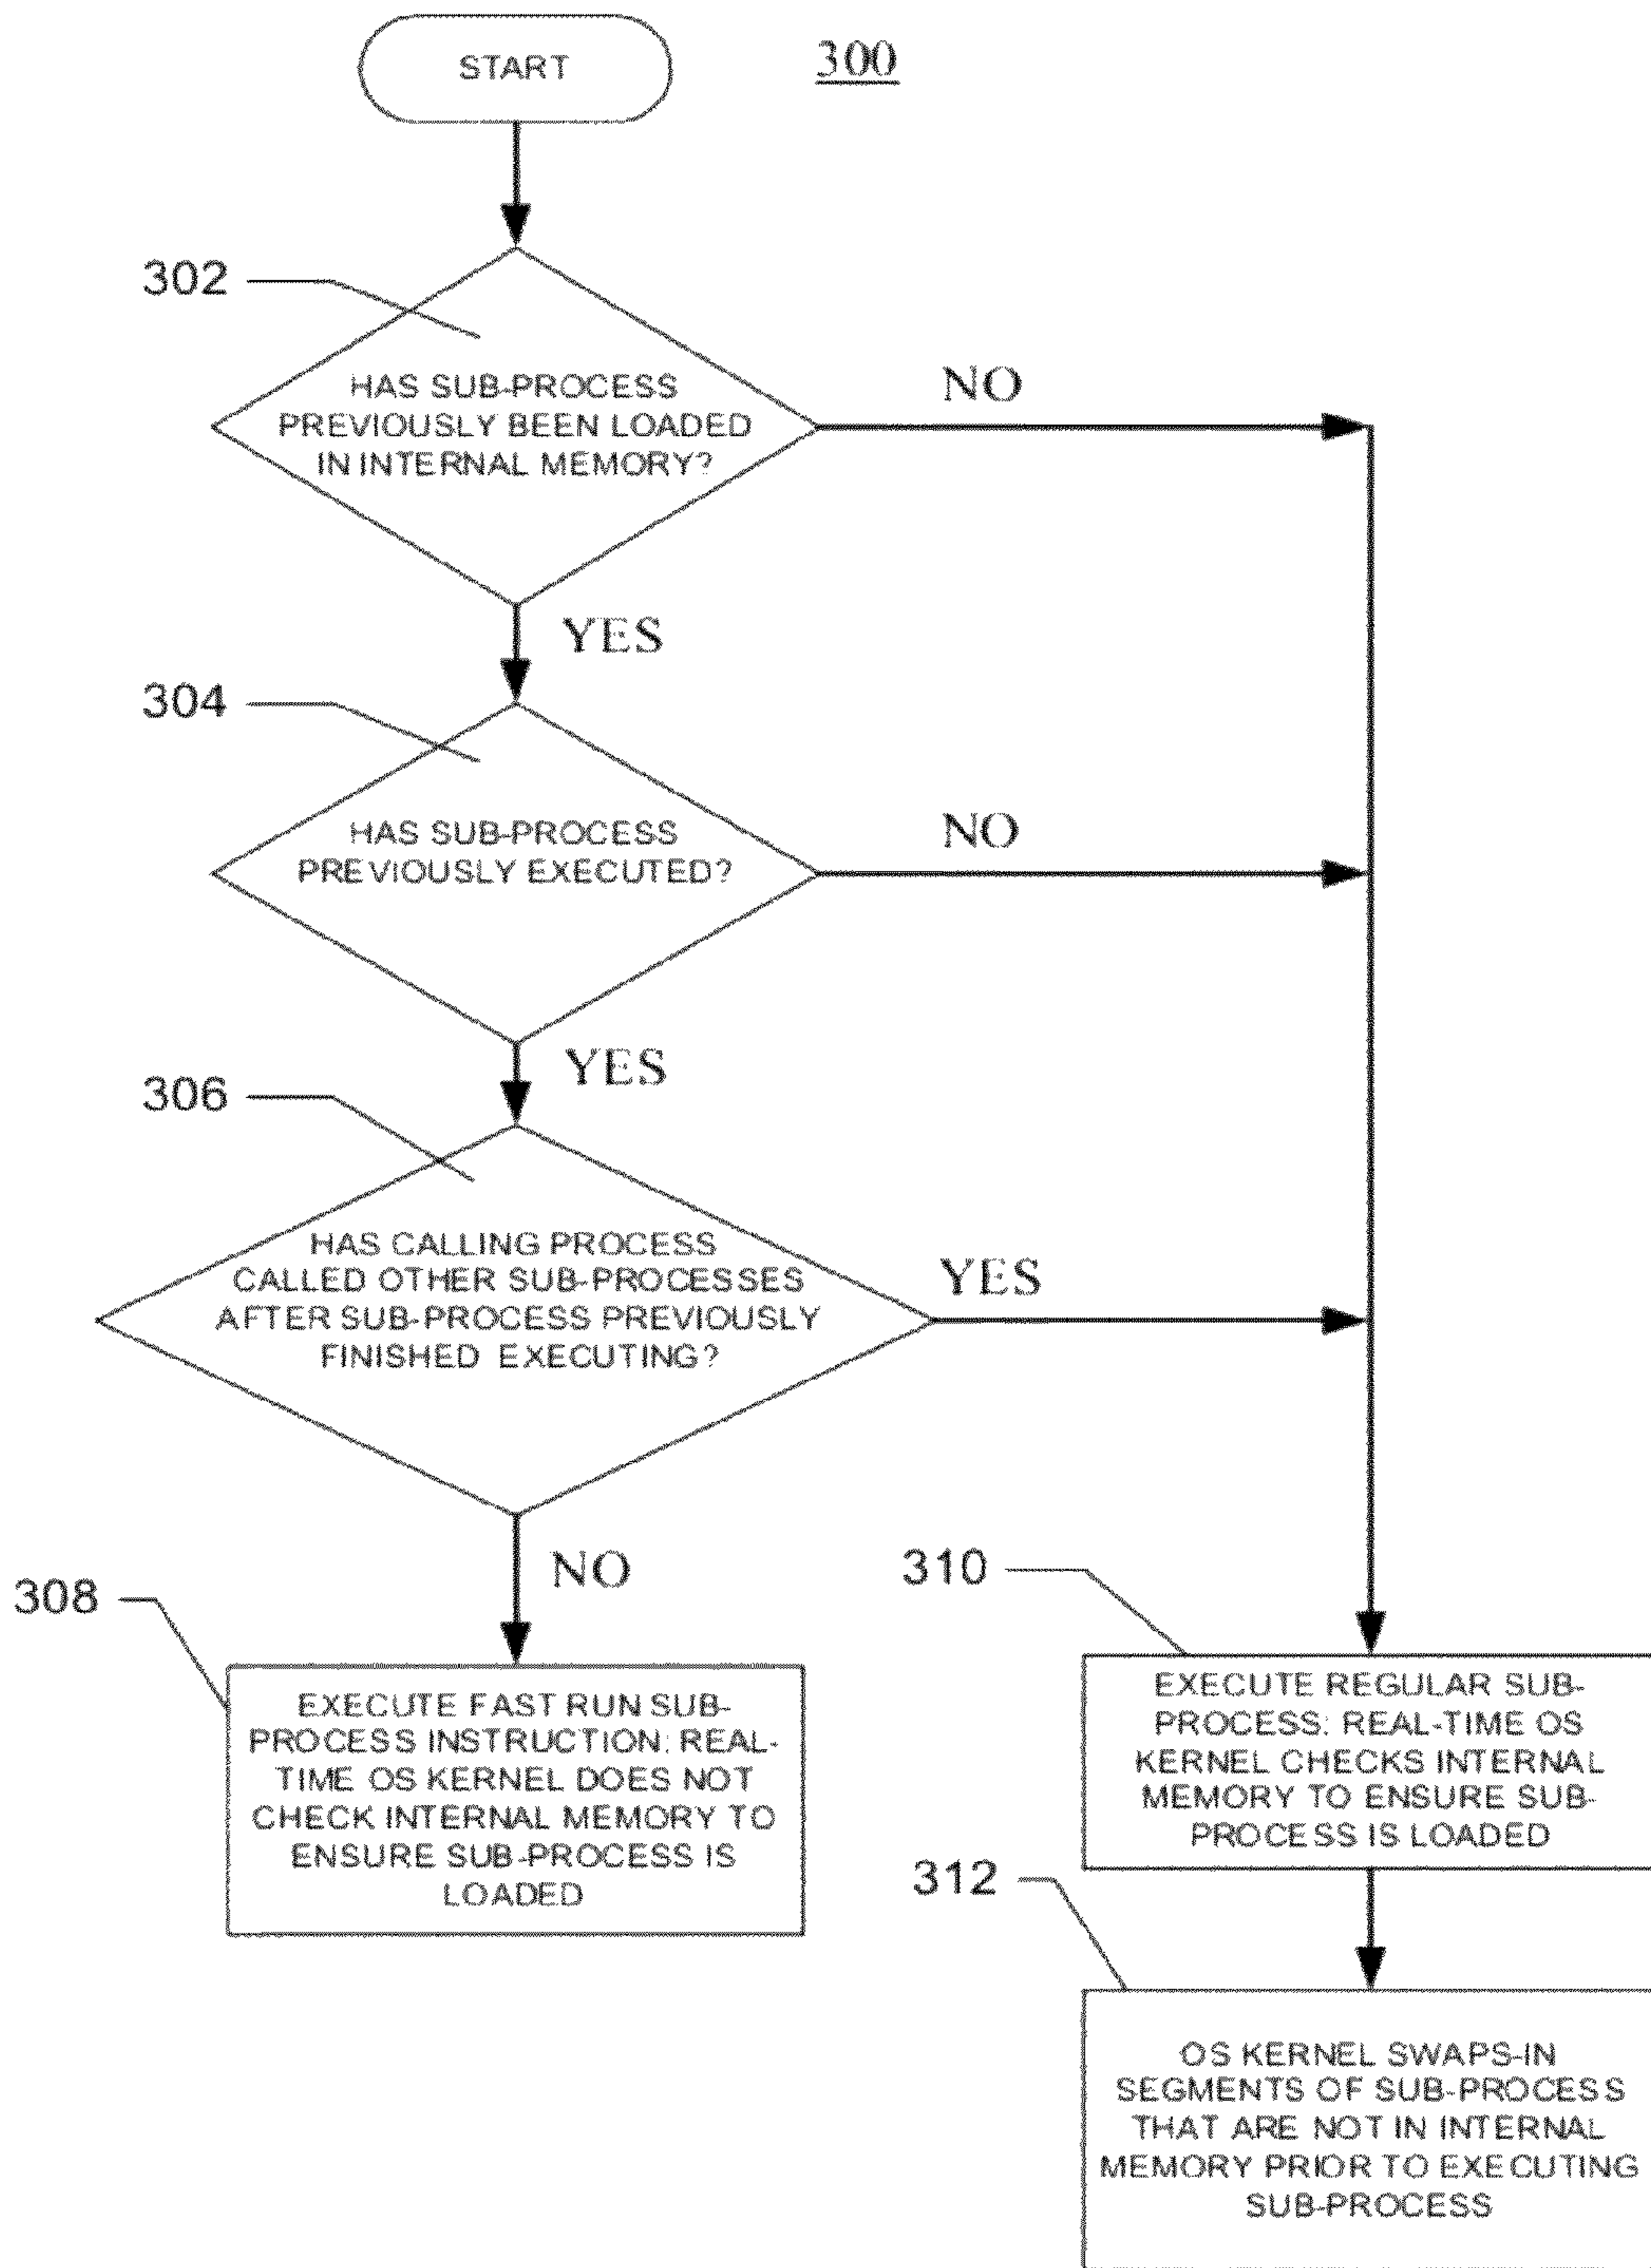 START
300
302
HAS SUB-PROCESS
PREVIOUSLY BEEN LOADED
IN INTERNAL MEMORY?
NO
YES
304
HAS SUB-PROCESS
PREVIOUSLY EXECUTED?
NO
YES
306
HAS CALLING PROCESS
CALLED OTHER SUB-PROCESSES
AFTER SUB-PROCESS PREVIOUSLY
FINISHED EXECUTING?
YES
NO
308
EXECUTE FAST RUN SUB-
PROCESS INSTRUCTION: REAL-
TIME OS KERNEL DOES NOT
CHECK INTERNAL MEMORY TO
ENSURE SUB-PROCESS IS
LOADED
310
EXECUTE REGULAR SUB-
PROCESS: REAL-TIME OS
KERNEL CHECKS INTERNAL
MEMORY TO ENSURE SUB-
PROCESS IS LOADED
312
OS KERNEL SWAPS-IN
SEGMENTS OF SUB-PROCESS
THAT ARE NOT IN INTERNAL
MEMORY PRIOR TO EXECUTING
SUB-PROCESS